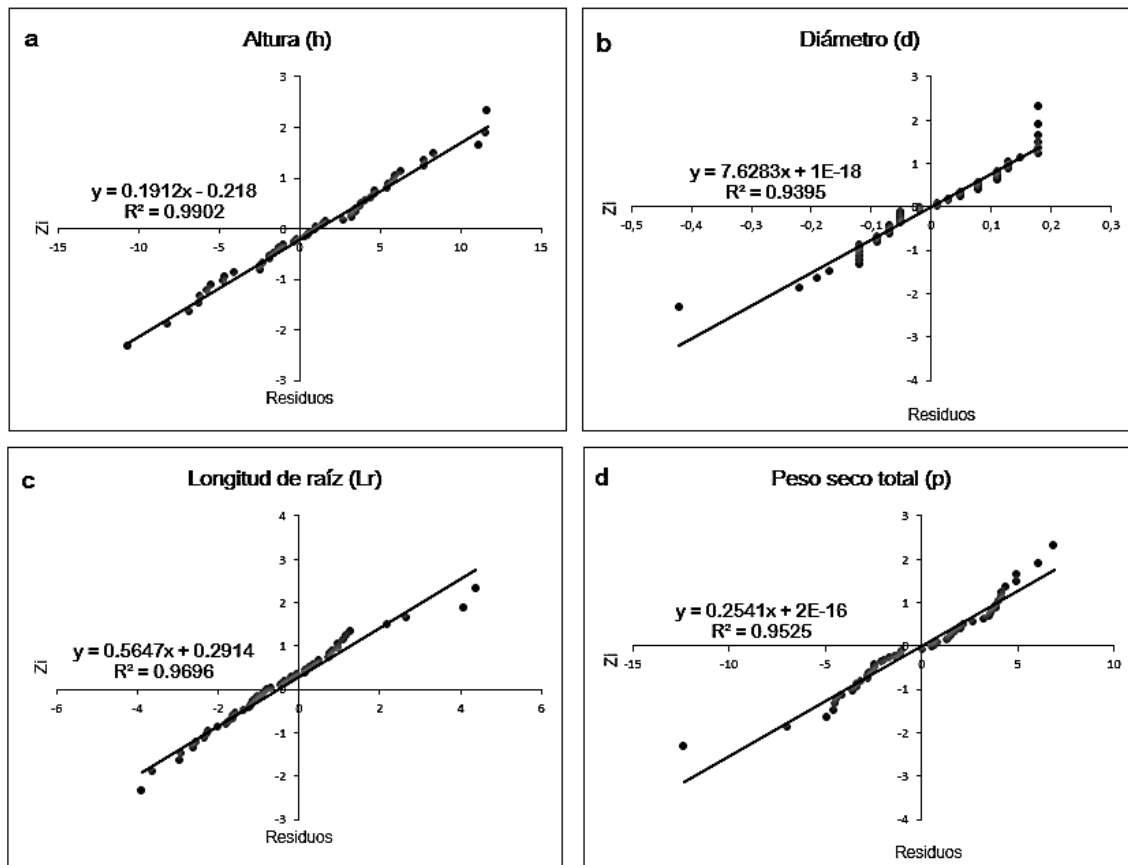 a
Altura (h)
3
2
1
0
-15
-10
-5
0
5
10
15
-1
-2
-3
y = 0.1912x - 0.218
R² = 0.9902
Zi
Residuos
b
Diámetro (d)
3
2
1
0
-0,5
-0,4
-0,3
-0,2
-0,1
0
0,1
0,2
0,3
-1
-2
-3
-4
y = 7.6283x + 1E-18
R² = 0.9395
Zi
Residuos
c
Longitud de raíz (Lr)
4
3
2
1
0
-6
-4
-2
0
2
4
6
-1
-2
-3
y = 0.5647x + 0.2914
R² = 0.9696
Zi
Residuos
d
Peso seco total (p)
3
2
1
0
-15
-10
-5
0
5
10
-1
-2
-3
-4
y = 0.2541x + 2E-16
R² = 0.9525
Zi
Residuos